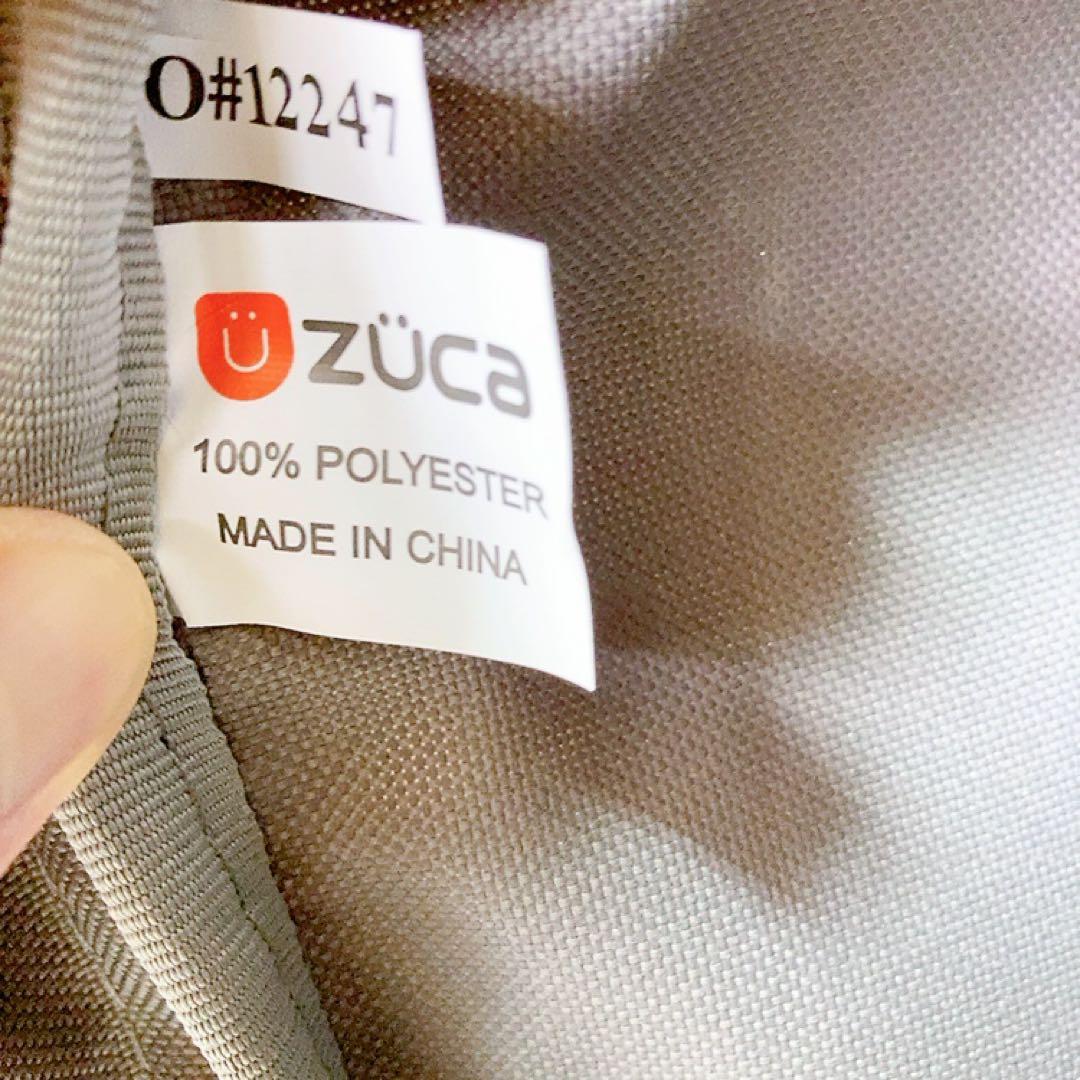 O#12247
ZÜCA
100% POLYESTER
MADE IN CHINA